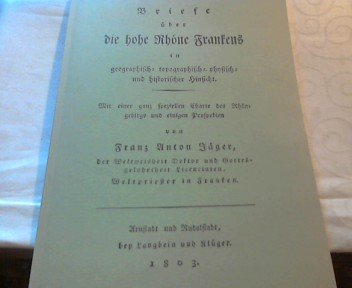 Briefe
über
die hohe Rhöne Frankens
in
geographisch- topographisch- physisch-
und historischer Hinsicht.
Mit einer ganz speziellen Charte des Rhön-
gebirgs und einigen Perspekten
von
Franz Anton Jäger,
der Weltweisheit Doktor und Gottes-
gelahrtheit Licentiaten,
Weltpriester in Franken.
Arnstadt und Rudolstadt,
bey Langbein und Klüger.
1803.